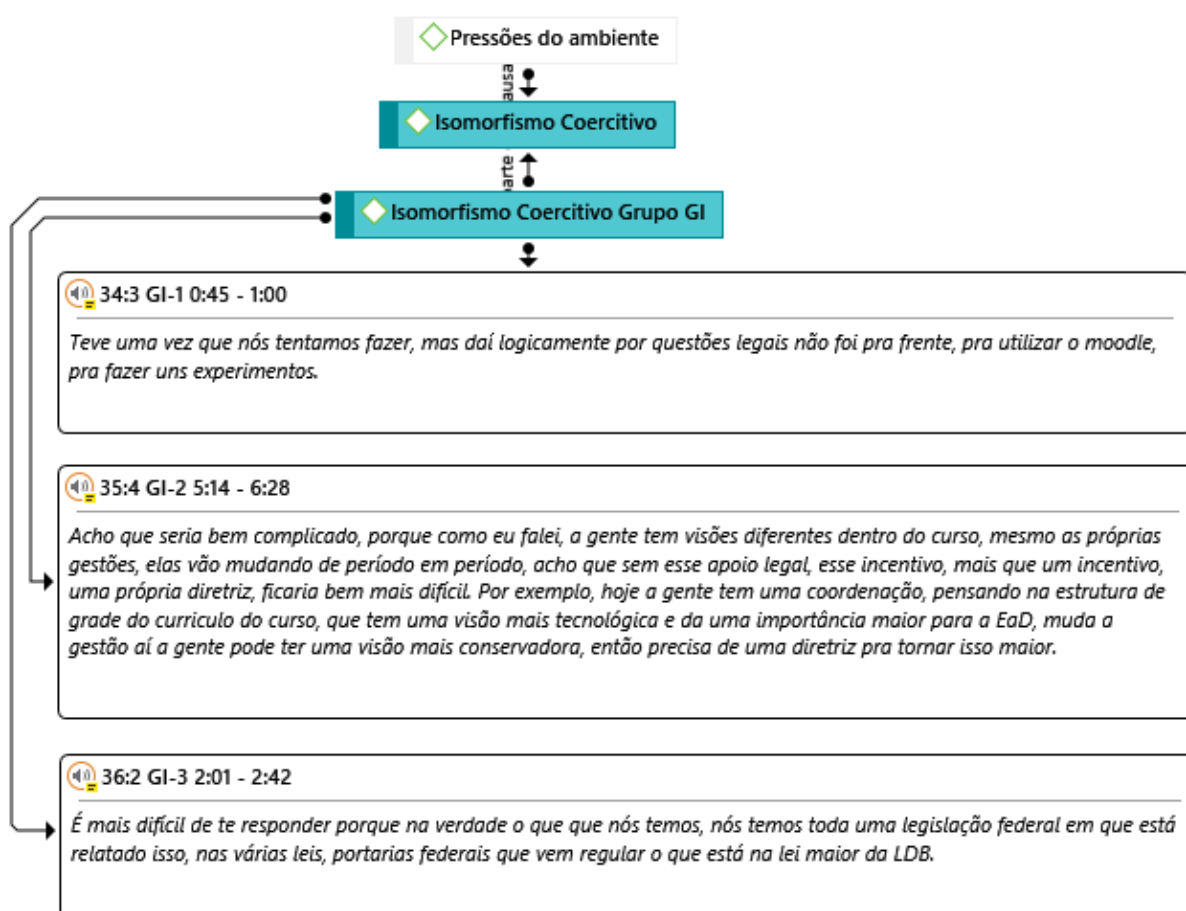 Pressões do ambiente
ausa
Isomorfismo Coercitivo
parte
Isomorfismo Coercitivo Grupo GI
34:3 GI-1 0:45 - 1:00
Teve uma vez que nós tentamos fazer, mas daí logicamente por questões legais não foi pra frente, pra utilizar o moodle,
pra fazer uns experimentos.
35:4 GI-2 5:14 - 6:28
Acho que seria bem complicado, porque como eu falei, a gente tem visões diferentes dentro do curso, mesmo as próprias
gestões, elas vão mudando de período em período, acho que sem esse apoio legal, esse incentivo, mais que um incentivo,
uma própria diretriz, ficaria bem mais difícil. Por exemplo, hoje a gente tem uma coordenação, pensando na estrutura de
grade do curriculo do curso, que tem uma visão mais tecnológica e da uma importância maior para a EaD, muda a
gestão aí a gente pode ter uma visão mais conservadora, então precisa de uma diretriz pra tornar isso maior.
36:2 GI-3 2:01 - 2:42
É mais difícil de te responder porque na verdade o que que nós temos, nós temos toda uma legislação federal em que está
relatado isso, nas várias leis, portarias federais que vem regular o que está na lei maior da LDB.